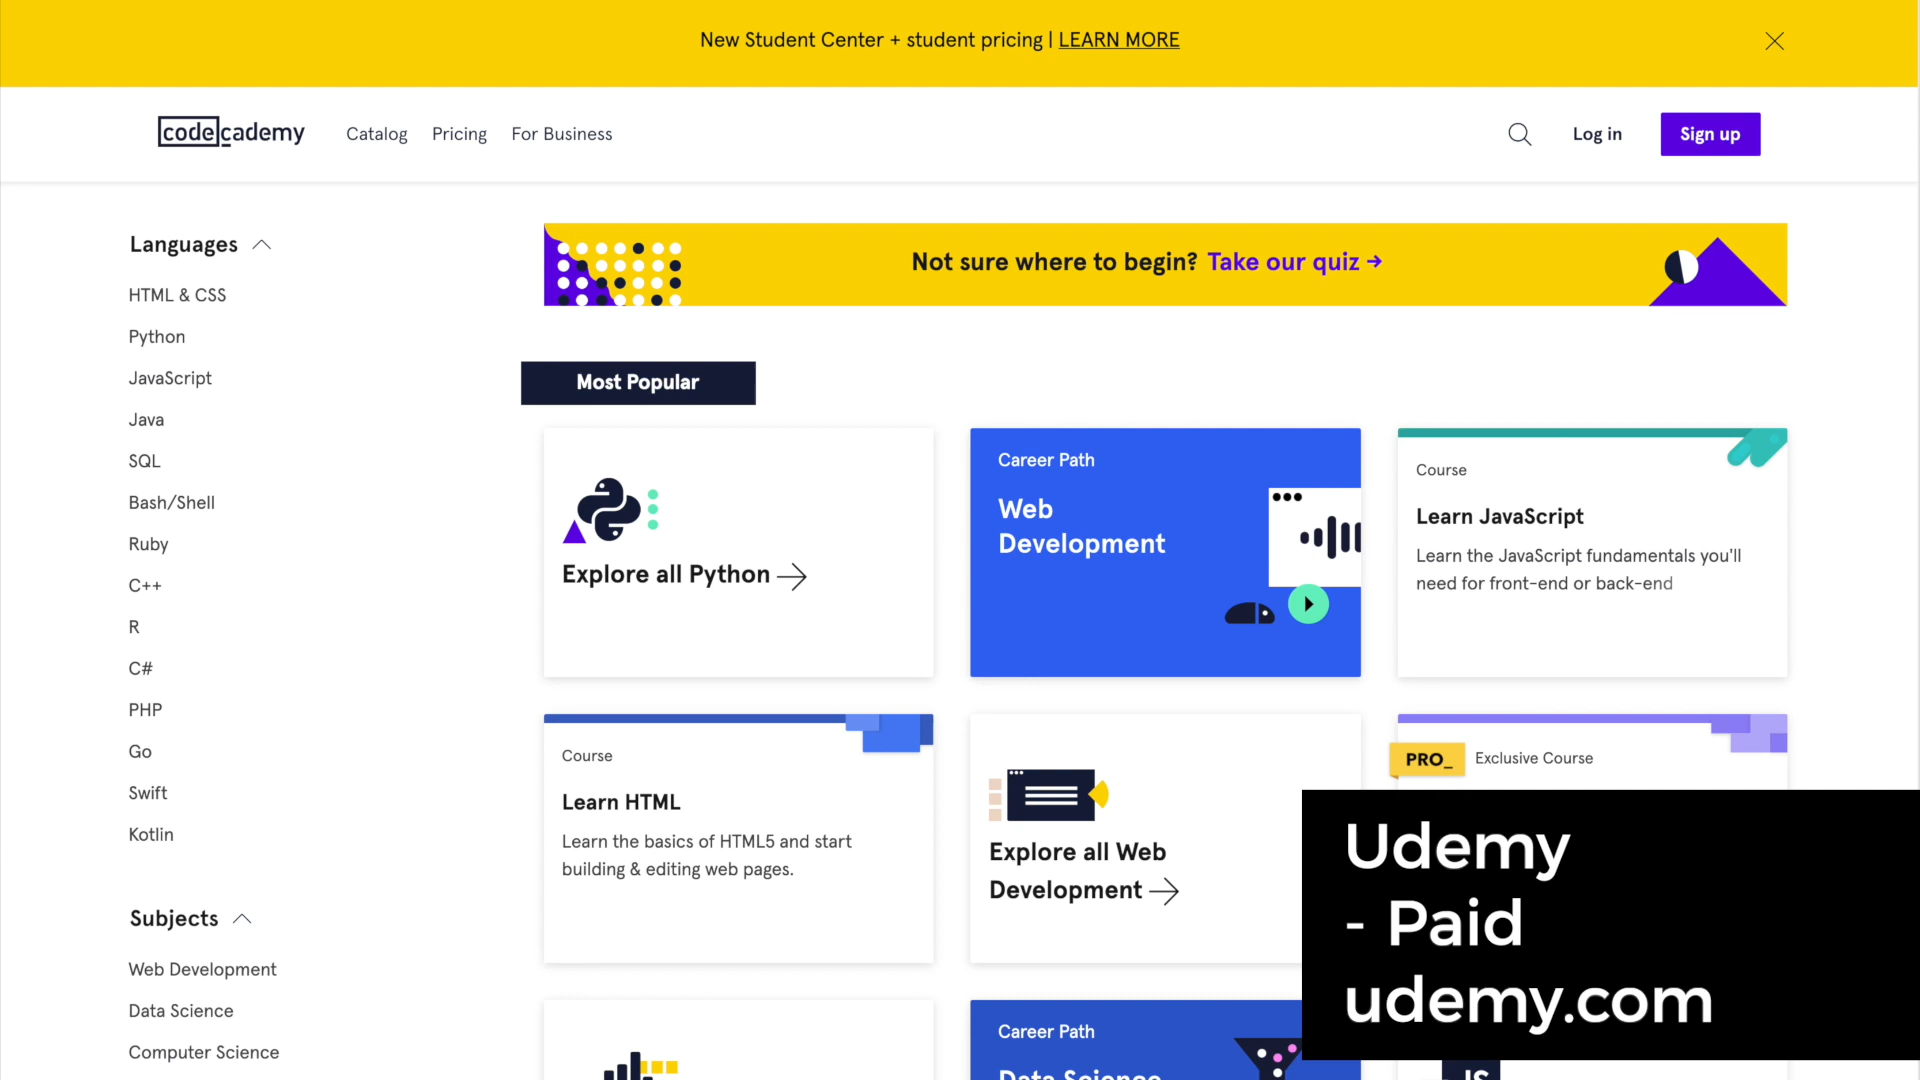 New Student Center + student pricing | LEARN MORE
codecademy
Catalog
Pricing
For Business
Log in
Sign up
Languages
HTML & CSS
Python
JavaScript
Java
SQL
Bash/Shell
Ruby
C++
R
C#
PHP
Go
Swift
Kotlin
Subjects
Web Development
Data Science
Computer Science
Not sure where to begin? Take our quiz →
Most Popular
Explore all Python
Career Path
Web
Development
Course
Learn JavaScript
Learn the JavaScript fundamentals you'll
need for front-end or back-end
Course
Learn HTML
Learn the basics of HTML5 and start
building & editing web pages.
Explore all Web
Development
PRO_
Exclusive Course
Career Path
Data Science
JS
Udemy
- Paid
udemy.com